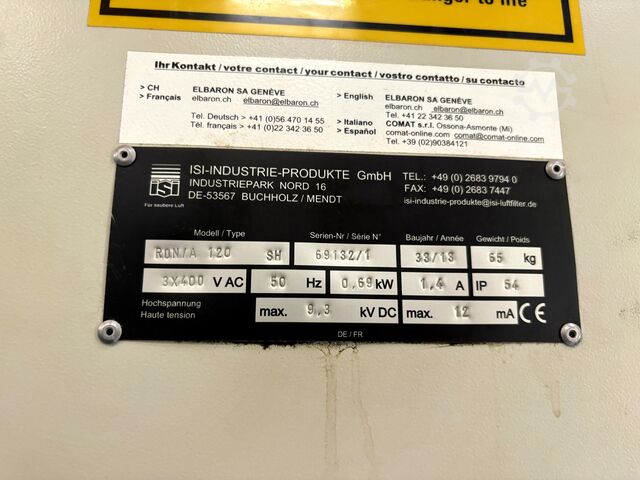 danger to life
Ihr Kontakt / votre contact / your contact / vostro contatto / su contacto
> CH ELBARON SA GENÈVE
> Français elbaron.ch elbaron@elbaron.ch
Tel. Deutsch > +41 (0)56 470 14 55
Tél. français > +41 (0)22 342 36 50
> English ELBARON SA GENÈVE
elbaron.ch elbaron@elbaron.ch
Tel. +41 22 342 36 50
> Italiano COMAT s.r.l. Ossona-Asmonte (Mi)
> Español comat-online.com comat@comat-online.com
Tel. +39 (02) 90384121
ISI
Für saubere Luft
ISI-INDUSTRIE-PRODUKTE GmbH
INDUSTRIEPARK NORD 16
DE-53567 BUCHHOLZ / MENDT
TEL.: +49 (0) 2683 9794 0
FAX: +49 (0) 2683 7447
isi-industrie-produkte@isi-luftfilter.de
Modell / Type Serien-Nr / Série N° Baujahr / Année Gewicht / Poids
RON/A 120 SH 69132/1 33/13 65 kg
3X400 V AC 50 Hz 0,69 kW 1,4 A IP 54
Hochspannung
Haute tension
max. 9,3 kV DC max. 12 mA CE
DE / FR